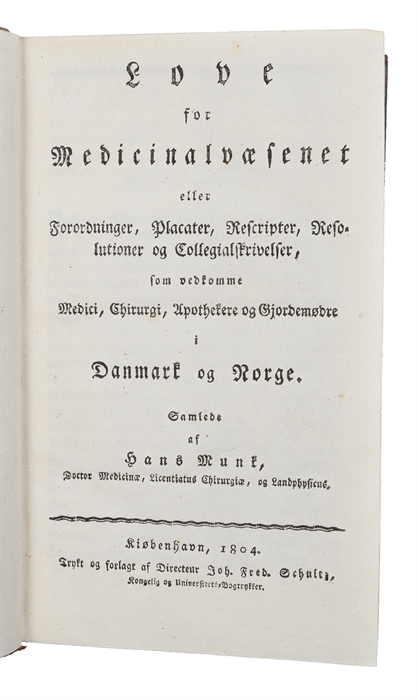 Love
for
Medicinalvæsenet
eller
Forordninger, Placater, Rescripter, Reso-
lutioner og Collegialskrivelser,
som vedkomme
Medici, Chirurgi, Apothekere og Gjordemødre
i
Danmark og Norge.
Samlede
af
Hans Munk,
Doctor Medicinæ, Licentiatus Chirurgiæ, og Landphysicus.
Kiøbenhavn, 1804.
Trykt og forlagt af Directeur Joh. Fred. Schultz,
Kongelig og Universitets-Bogtrykker.